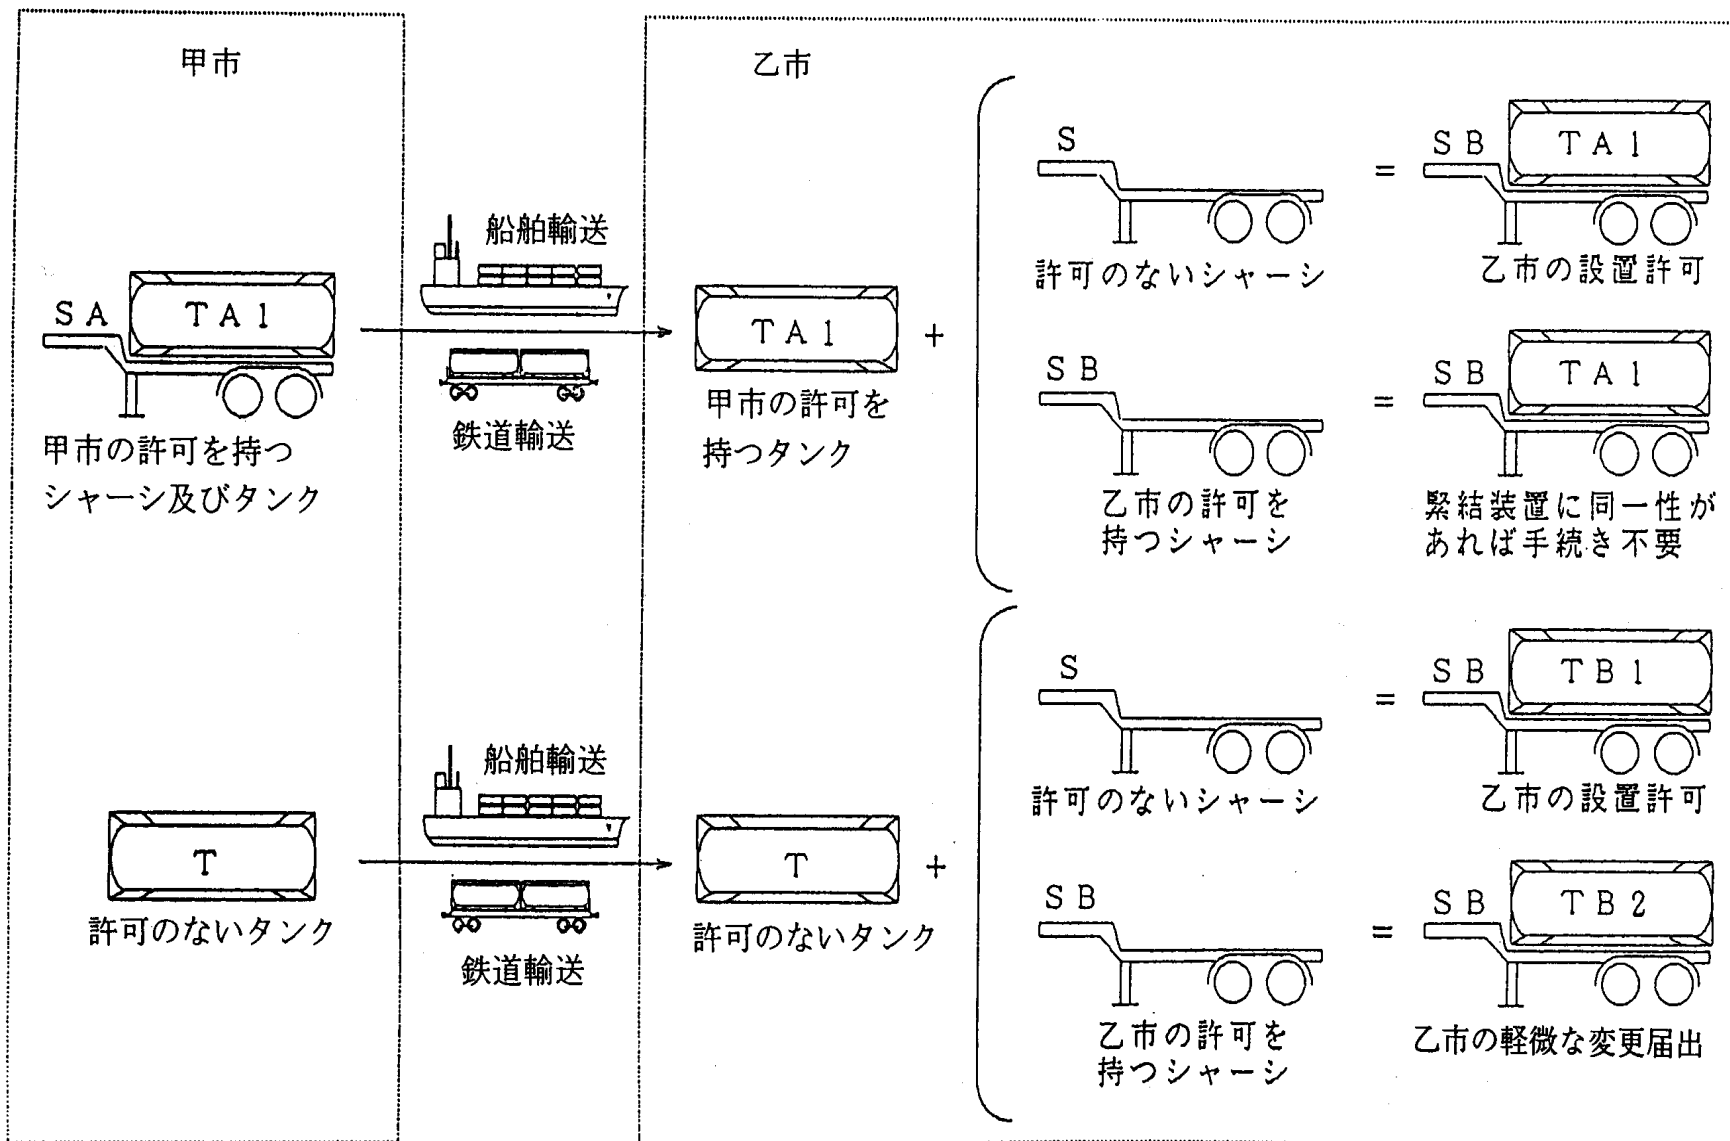 甲市
乙市
SA
TA1
甲市の許可を持つ
シャーシ及びタンク
船舶輸送
鉄道輸送
TA1
甲市の許可を
持つタンク
+
S
許可のないシャーシ
=
SB
TA1
乙市の設置許可
SB
乙市の許可を
持つシャーシ
=
SB
TA1
緊結装置に同一性が
あれば手続き不要
T
許可のないタンク
船舶輸送
鉄道輸送
T
許可のないタンク
+
S
許可のないシャーシ
=
SB
TB1
乙市の設置許可
SB
乙市の許可を
持つシャーシ
=
SB
TB2
乙市の軽微な変更届出